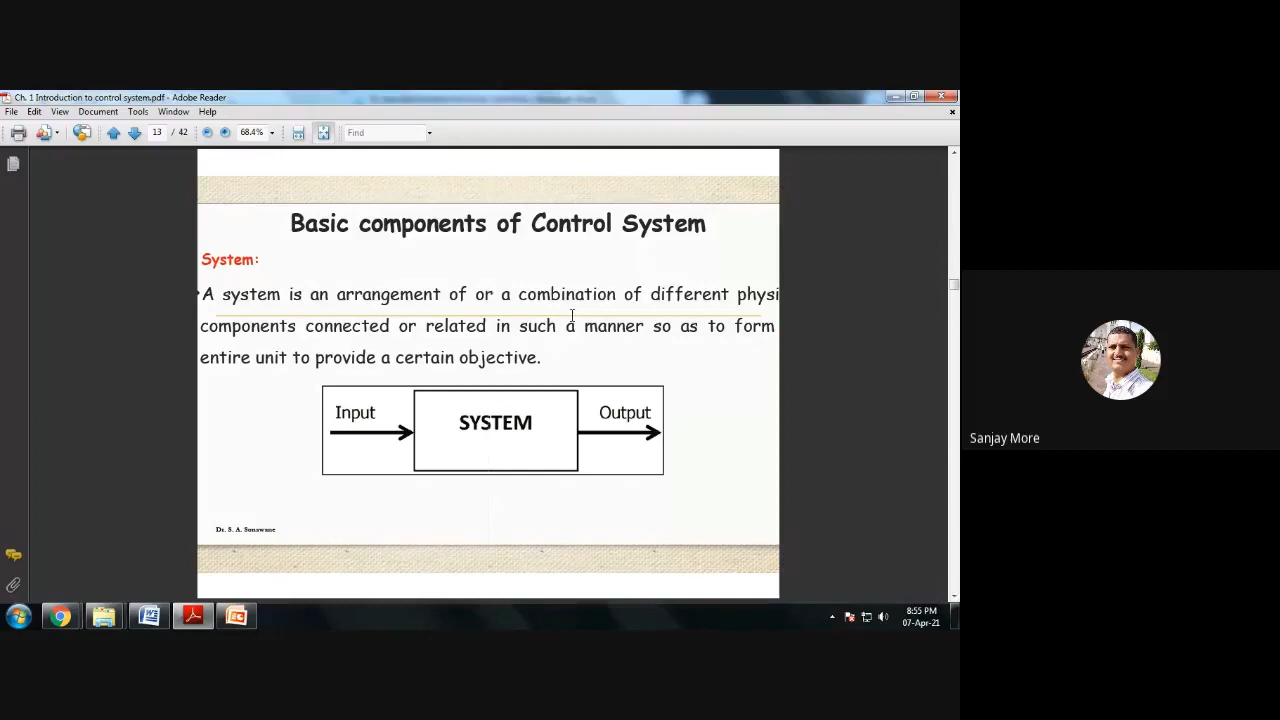 Ch. 1 Introduction to control system.pdf - Adobe Reader
File Edit View Document Tools Window Help
13 / 42 68.4% Find
Basic components of Control System
System:
•A system is an arrangement of or a combination of different physi
components connected or related in such a manner so as to form
entire unit to provide a certain objective.
Input SYSTEM Output
Dr. S. A. Sonawane
Sanjay More
8:55 PM
07-Apr-21